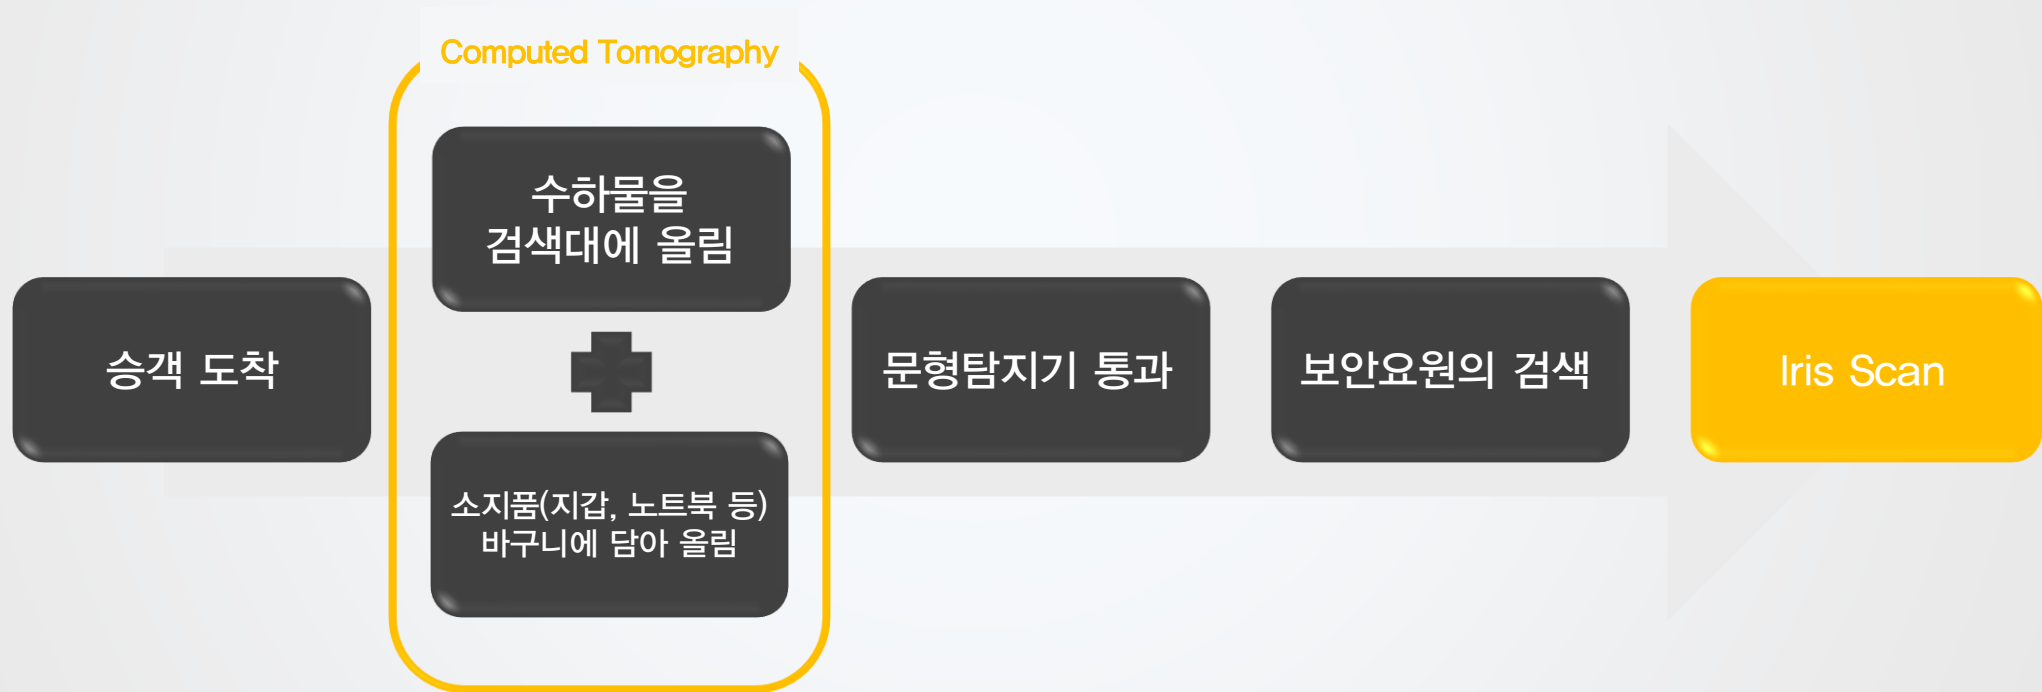 Computed Tomography
승객 도착
수하물을
검색대에 올림
소지품(지갑, 노트북 등)
바구니에 담아 올림
문형탐지기 통과
보안요원의 검색
Iris Scan